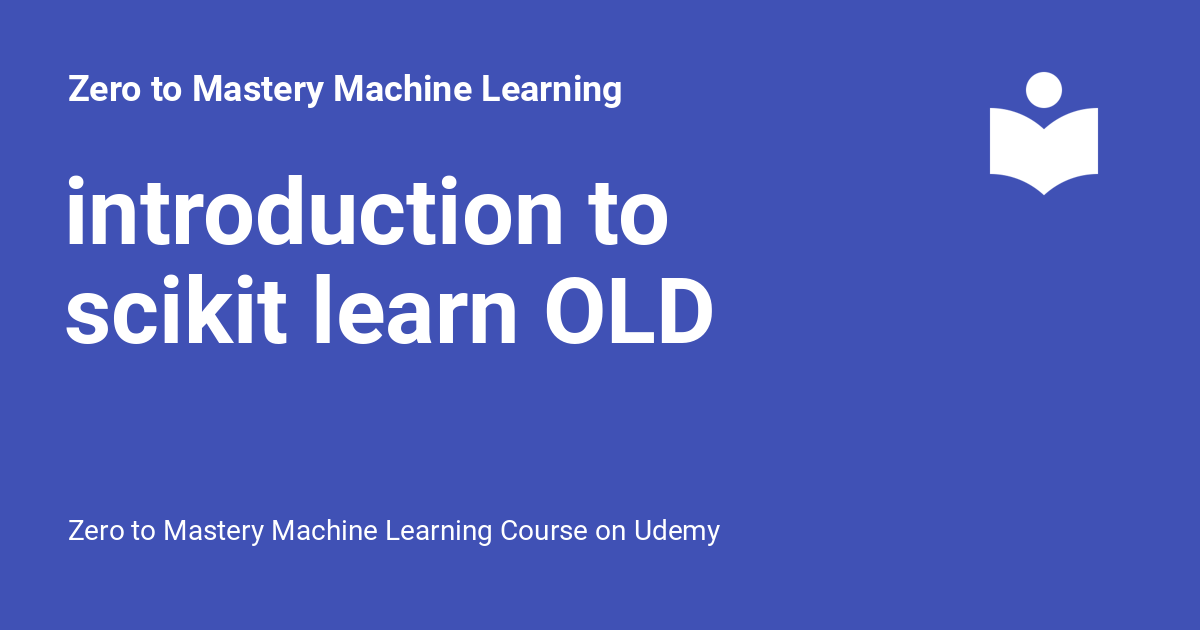 Zero to Mastery Machine Learning
introduction to
scikit learn OLD
Zero to Mastery Machine Learning Course on Udemy